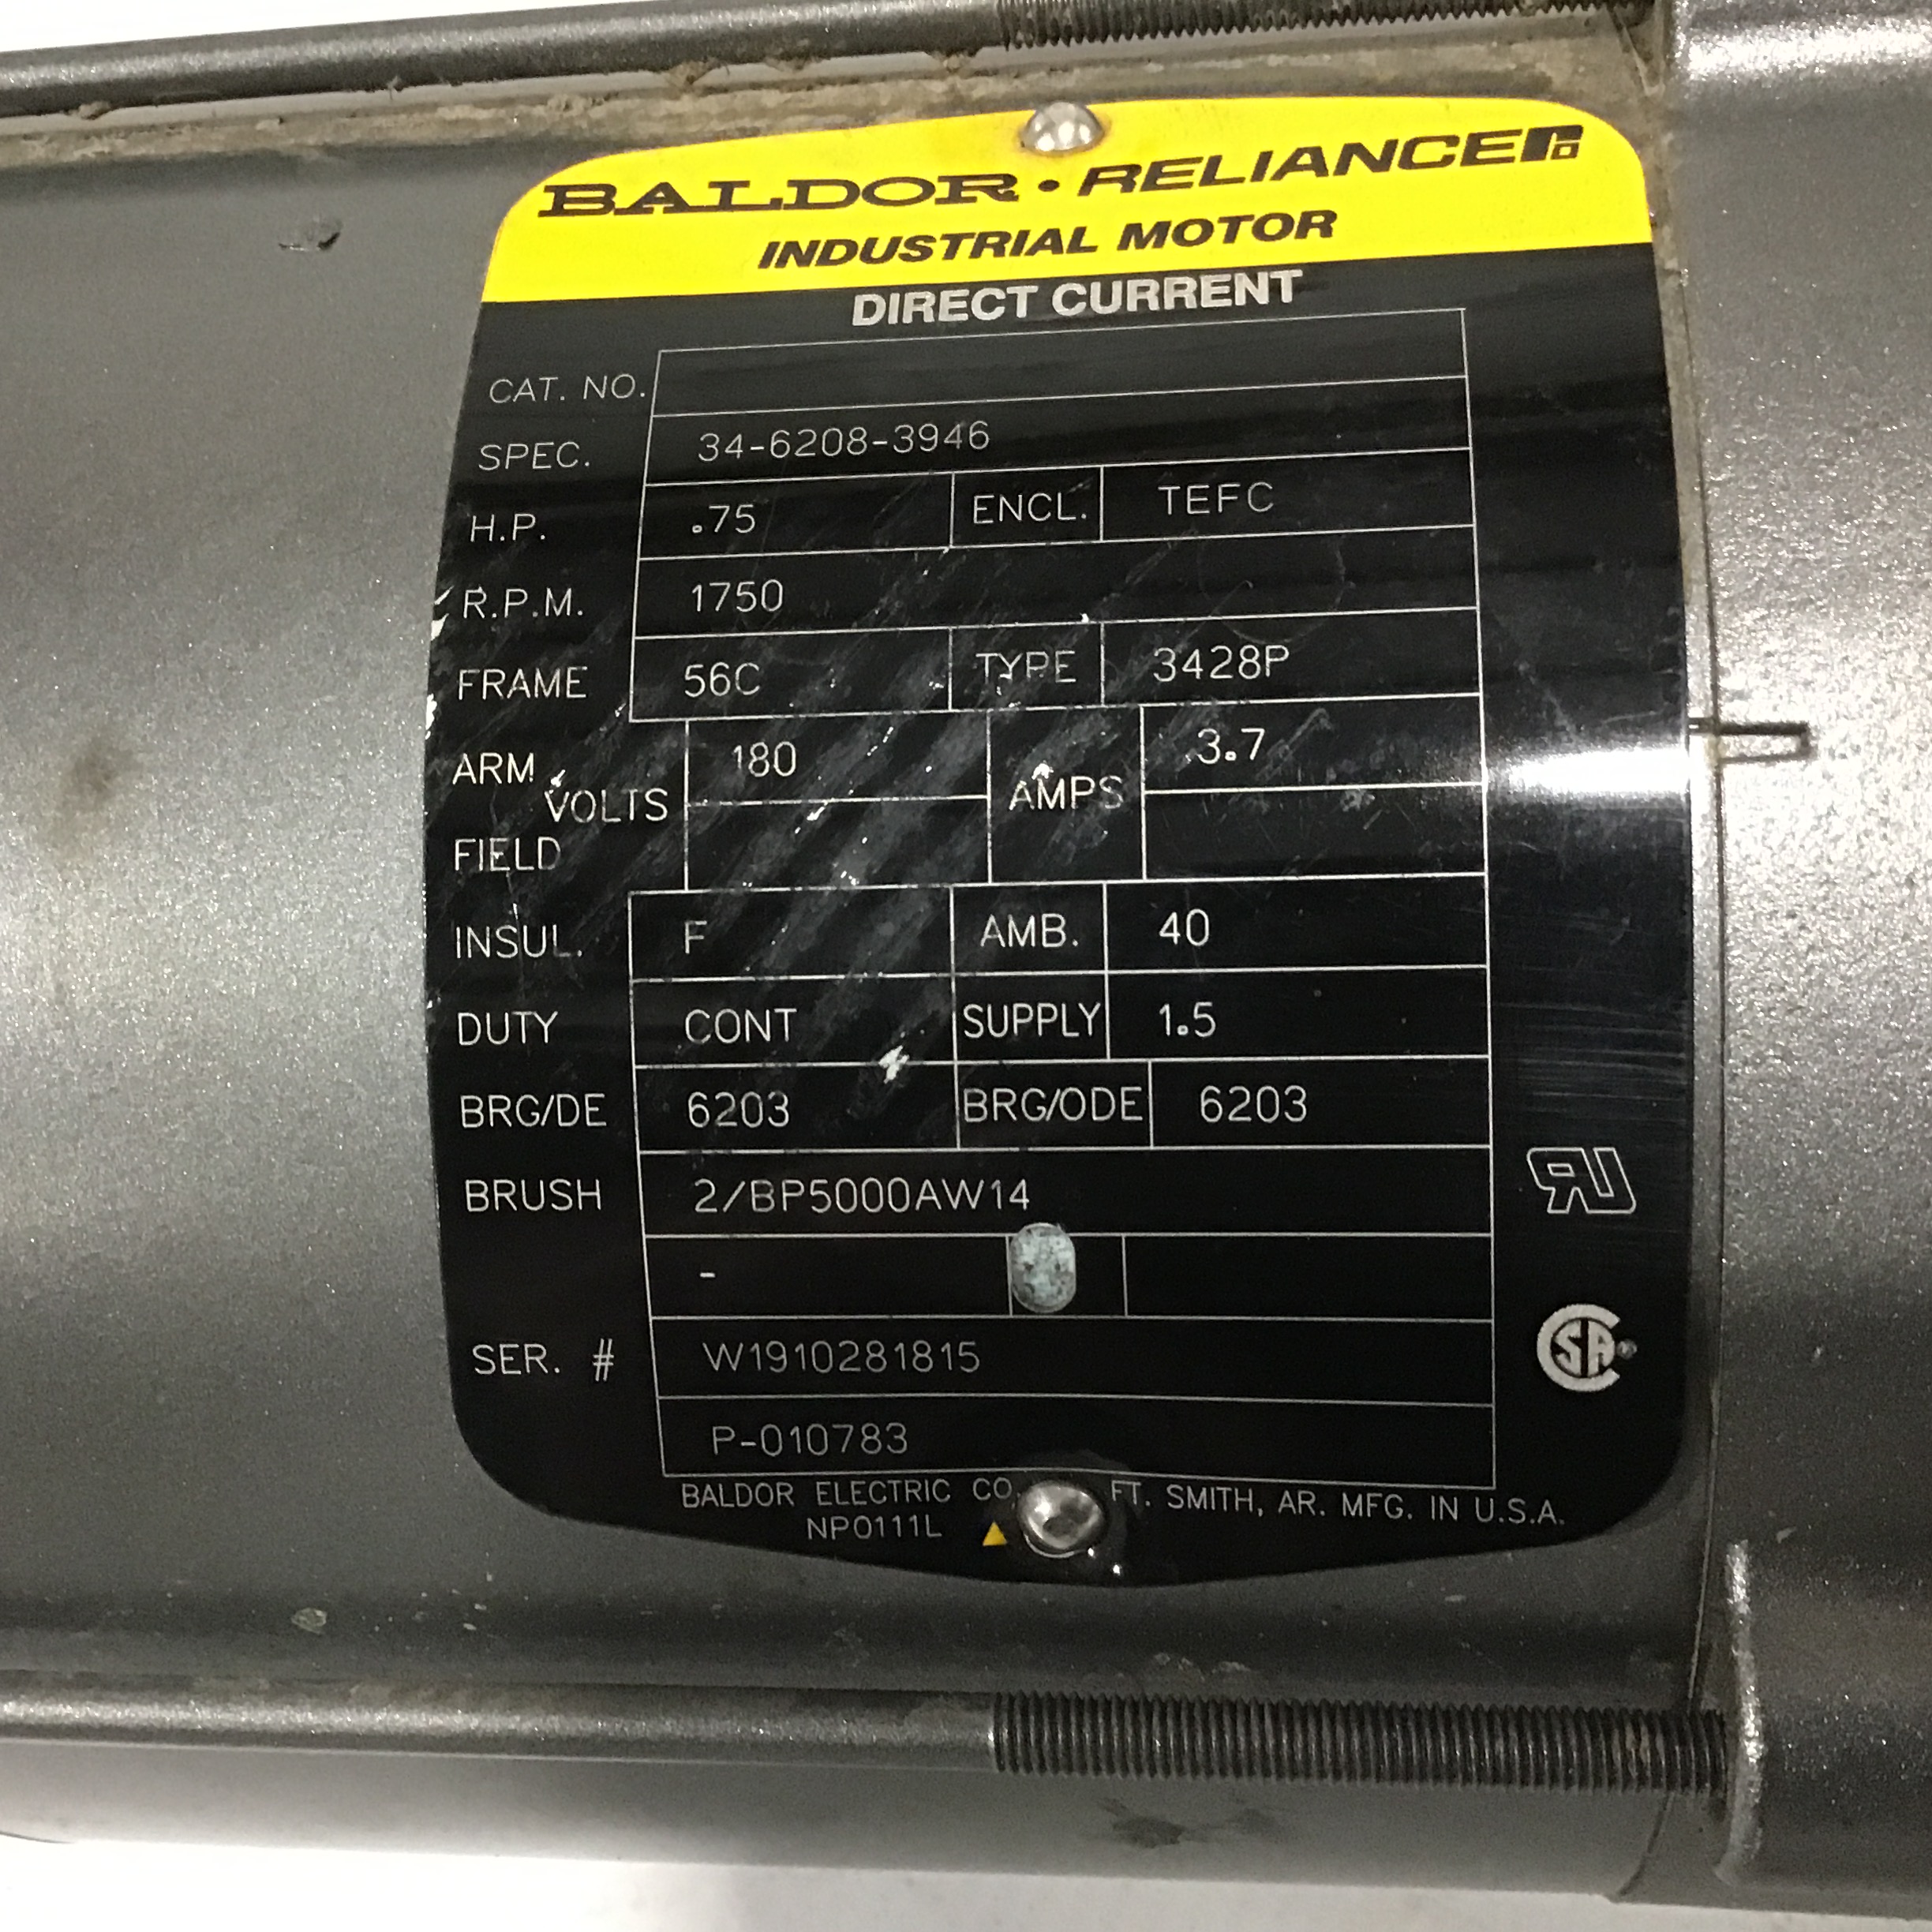 BALDOR • RELIANCE
INDUSTRIAL MOTOR
DIRECT CURRENT
CAT. NO.
SPEC. 34-6208-3946
H.P. .75 ENCL. TEFC
R.P.M. 1750
FRAME 56C TYPE 3428P
ARM VOLTS 180 AMPS 3.7
FIELD
INSUL. F AMB. 40
DUTY CONT SUPPLY 1.5
BRG/DE 6203 BRG/ODE 6203
BRUSH 2/BP5000AW14
-
SER. # W1910281815
P-010783
BALDOR ELECTRIC CO. FT. SMITH, AR. MFG. IN U.S.A.
NP0111L
RU
CSA